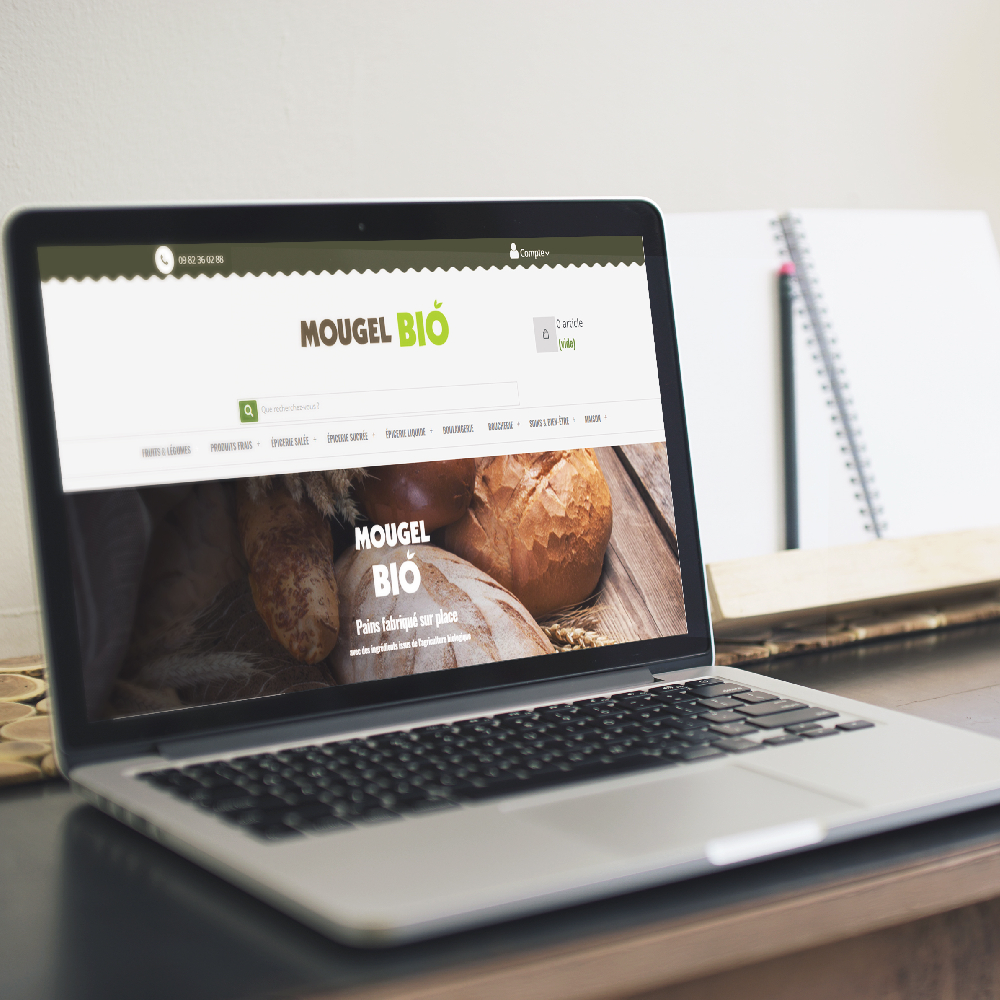 09 82 36 02 88
Compte
MOUGEL BIO
0 article
(vide)
Que recherchez-vous ?
FRUITS & LÉGUMES PRODUITS FRAIS + ÉPICERIE SALÉE + ÉPICERIE SUCRÉE + ÉPICERIE LIQUIDE + BOULANGERIE BOUCHERIE + SOINS & BIEN-ÊTRE + MAISON +
MOUGEL
BIO
Pains fabriqué sur place
avec des ingrédients issus de l'agriculture biologique